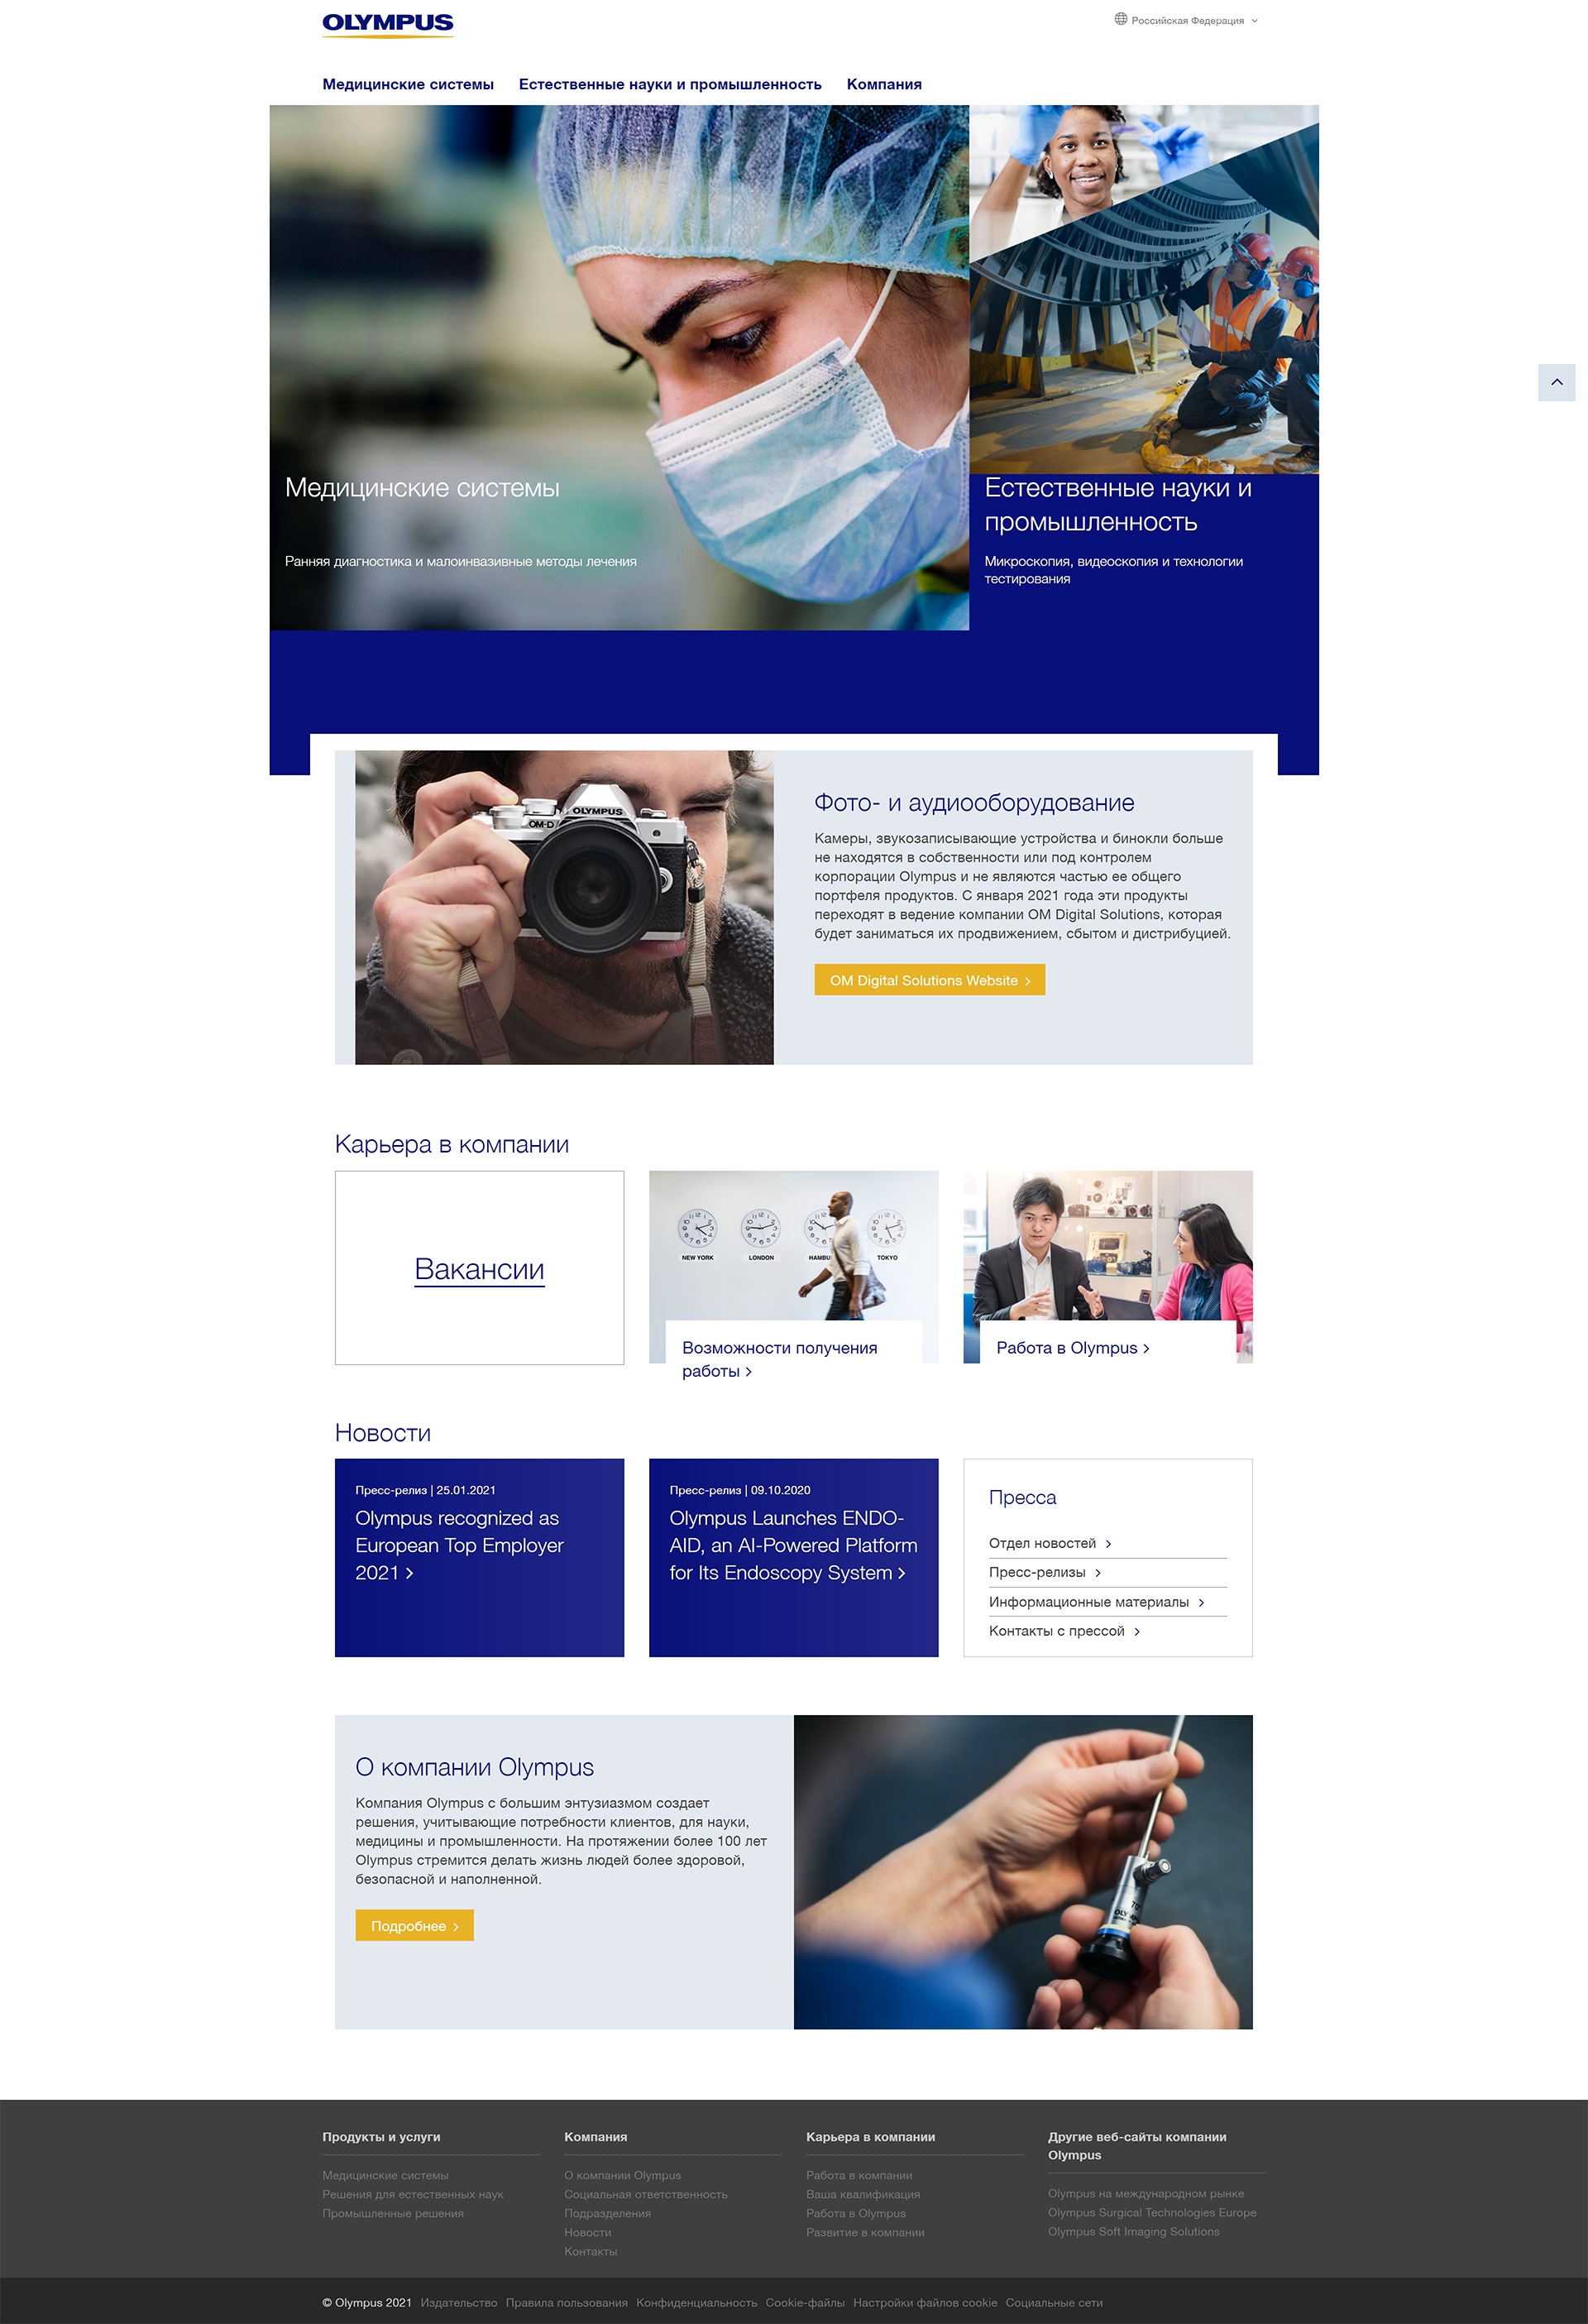 OLYMPUS
Российская Федерация
Медицинские системы Естественные науки и промышленность Компания
Медицинские системы
Ранняя диагностика и малоинвазивные методы лечения
Естественные науки и
промышленность
Микроскопия, видеоскопия и технологии
тестирования
OLYMPUS
OM-D
Фото- и аудиооборудование
Камеры, звукозаписывающие устройства и бинокли больше
не находятся в собственности или под контролем
корпорации Olympus и не являются частью ее общего
портфеля продуктов. С января 2021 года эти продукты
переходят в ведение компании OM Digital Solutions, которая
будет заниматься их продвижением, сбытом и дистрибуцией.
OM Digital Solutions Website
Карьера в компании
Вакансии
NEW YORK LONDON HAMBU TOKYO
Возможности получения
работы
Работа в Olympus
Новости
Пресс-релиз | 25.01.2021
Olympus recognized as
European Top Employer
2021
Пресс-релиз | 09.10.2020
Olympus Launches ENDO-
AID, an AI-Powered Platform
for Its Endoscopy System
Пресса
Отдел новостей
Пресс-релизы
Информационные материалы
Контакты с прессой
О компании Olympus
Компания Olympus с большим энтузиазмом создает
решения, учитывающие потребности клиентов, для науки,
медицины и промышленности. На протяжении более 100 лет
Olympus стремится делать жизнь людей более здоровой,
безопасной и наполненной.
Подробнее
Продукты и услуги
Медицинские системы
Решения для естественных наук
Промышленные решения
Компания
О компании Olympus
Социальная ответственность
Подразделения
Новости
Контакты
Карьера в компании
Работа в компании
Ваша квалификация
Работа в Olympus
Развитие в компании
Другие веб-сайты компании
Olympus
Olympus на международном рынке
Olympus Surgical Technologies Europe
Olympus Soft Imaging Solutions
© Olympus 2021 Издательство Правила пользования Конфиденциальность Cookie-файлы Настройки файлов cookie Социальные сети